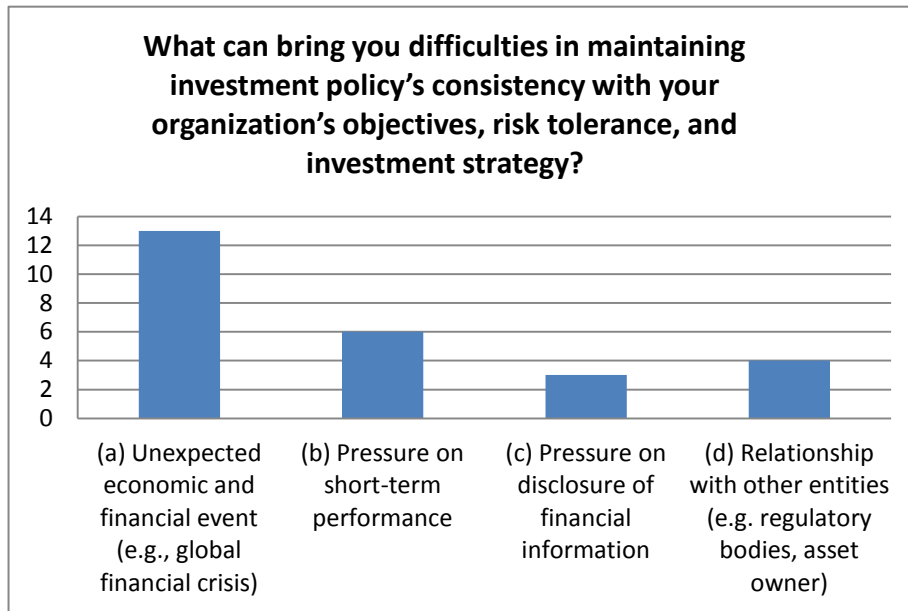 What can bring you difficulties in maintaining
investment policy’s consistency with your
organization’s objectives, risk tolerance, and
investment strategy?
14
12
10
8
6
4
2
0
(a) Unexpected
economic and
financial event
(e.g., global
financial crisis)
(b) Pressure on
short-term
performance
(c) Pressure on
disclosure of
financial
information
(d) Relationship
with other entities
(e.g. regulatory
bodies, asset
owner)